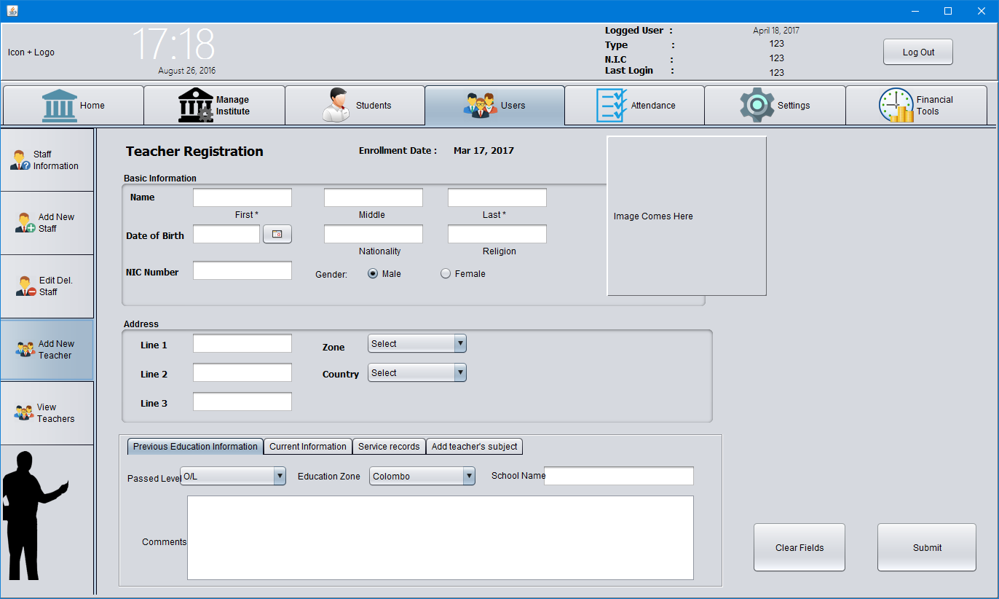 Icon + Logo
17:18
August 26, 2016
Logged User :
April 18, 2017
Type :
123
N.I.C :
123
Last Login :
123
Log Out
Home
Manage
Institute
Students
Users
Attendance
Settings
Financial
Tools
Staff
Information
Add New
Staff
Edit Del.
Staff
Add New
Teacher
View
Teachers
Teacher Registration
Enrollment Date :
Mar 17, 2017
Image Comes Here
Basic Information
Name
First *
Middle
Last *
Date of Birth
Nationality
Religion
NIC Number
Gender:
Male
Female
Address
Line 1
Zone
Select
Line 2
Country
Select
Line 3
Previous Education Information
Current Information
Service records
Add teacher's subject
Passed Level
O/L
Education Zone
Colombo
School Name
Comments
Clear Fields
Submit